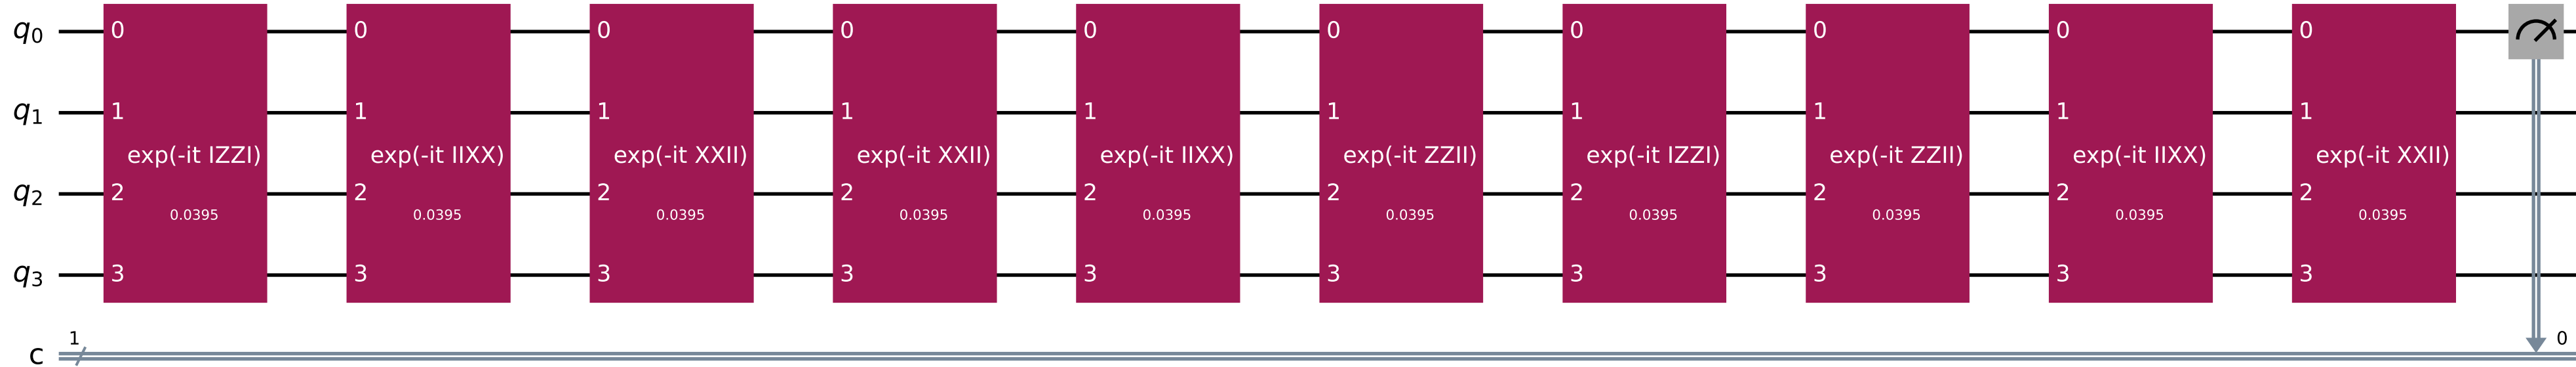 q0 0 0 0 0 0 0 0 0 0 0
q1 1 1 1 1 1 1 1 1 1 1
exp(-it IZZI) exp(-it IIXX) exp(-it XXII) exp(-it XXII) exp(-it IIXX) exp(-it ZZII) exp(-it IZZI) exp(-it ZZII) exp(-it IIXX) exp(-it XXII)
q2 2 2 2 2 2 2 2 2 2 2
0.0395 0.0395 0.0395 0.0395 0.0395 0.0395 0.0395 0.0395 0.0395 0.0395
q3 3 3 3 3 3 3 3 3 3 3
1 0
c